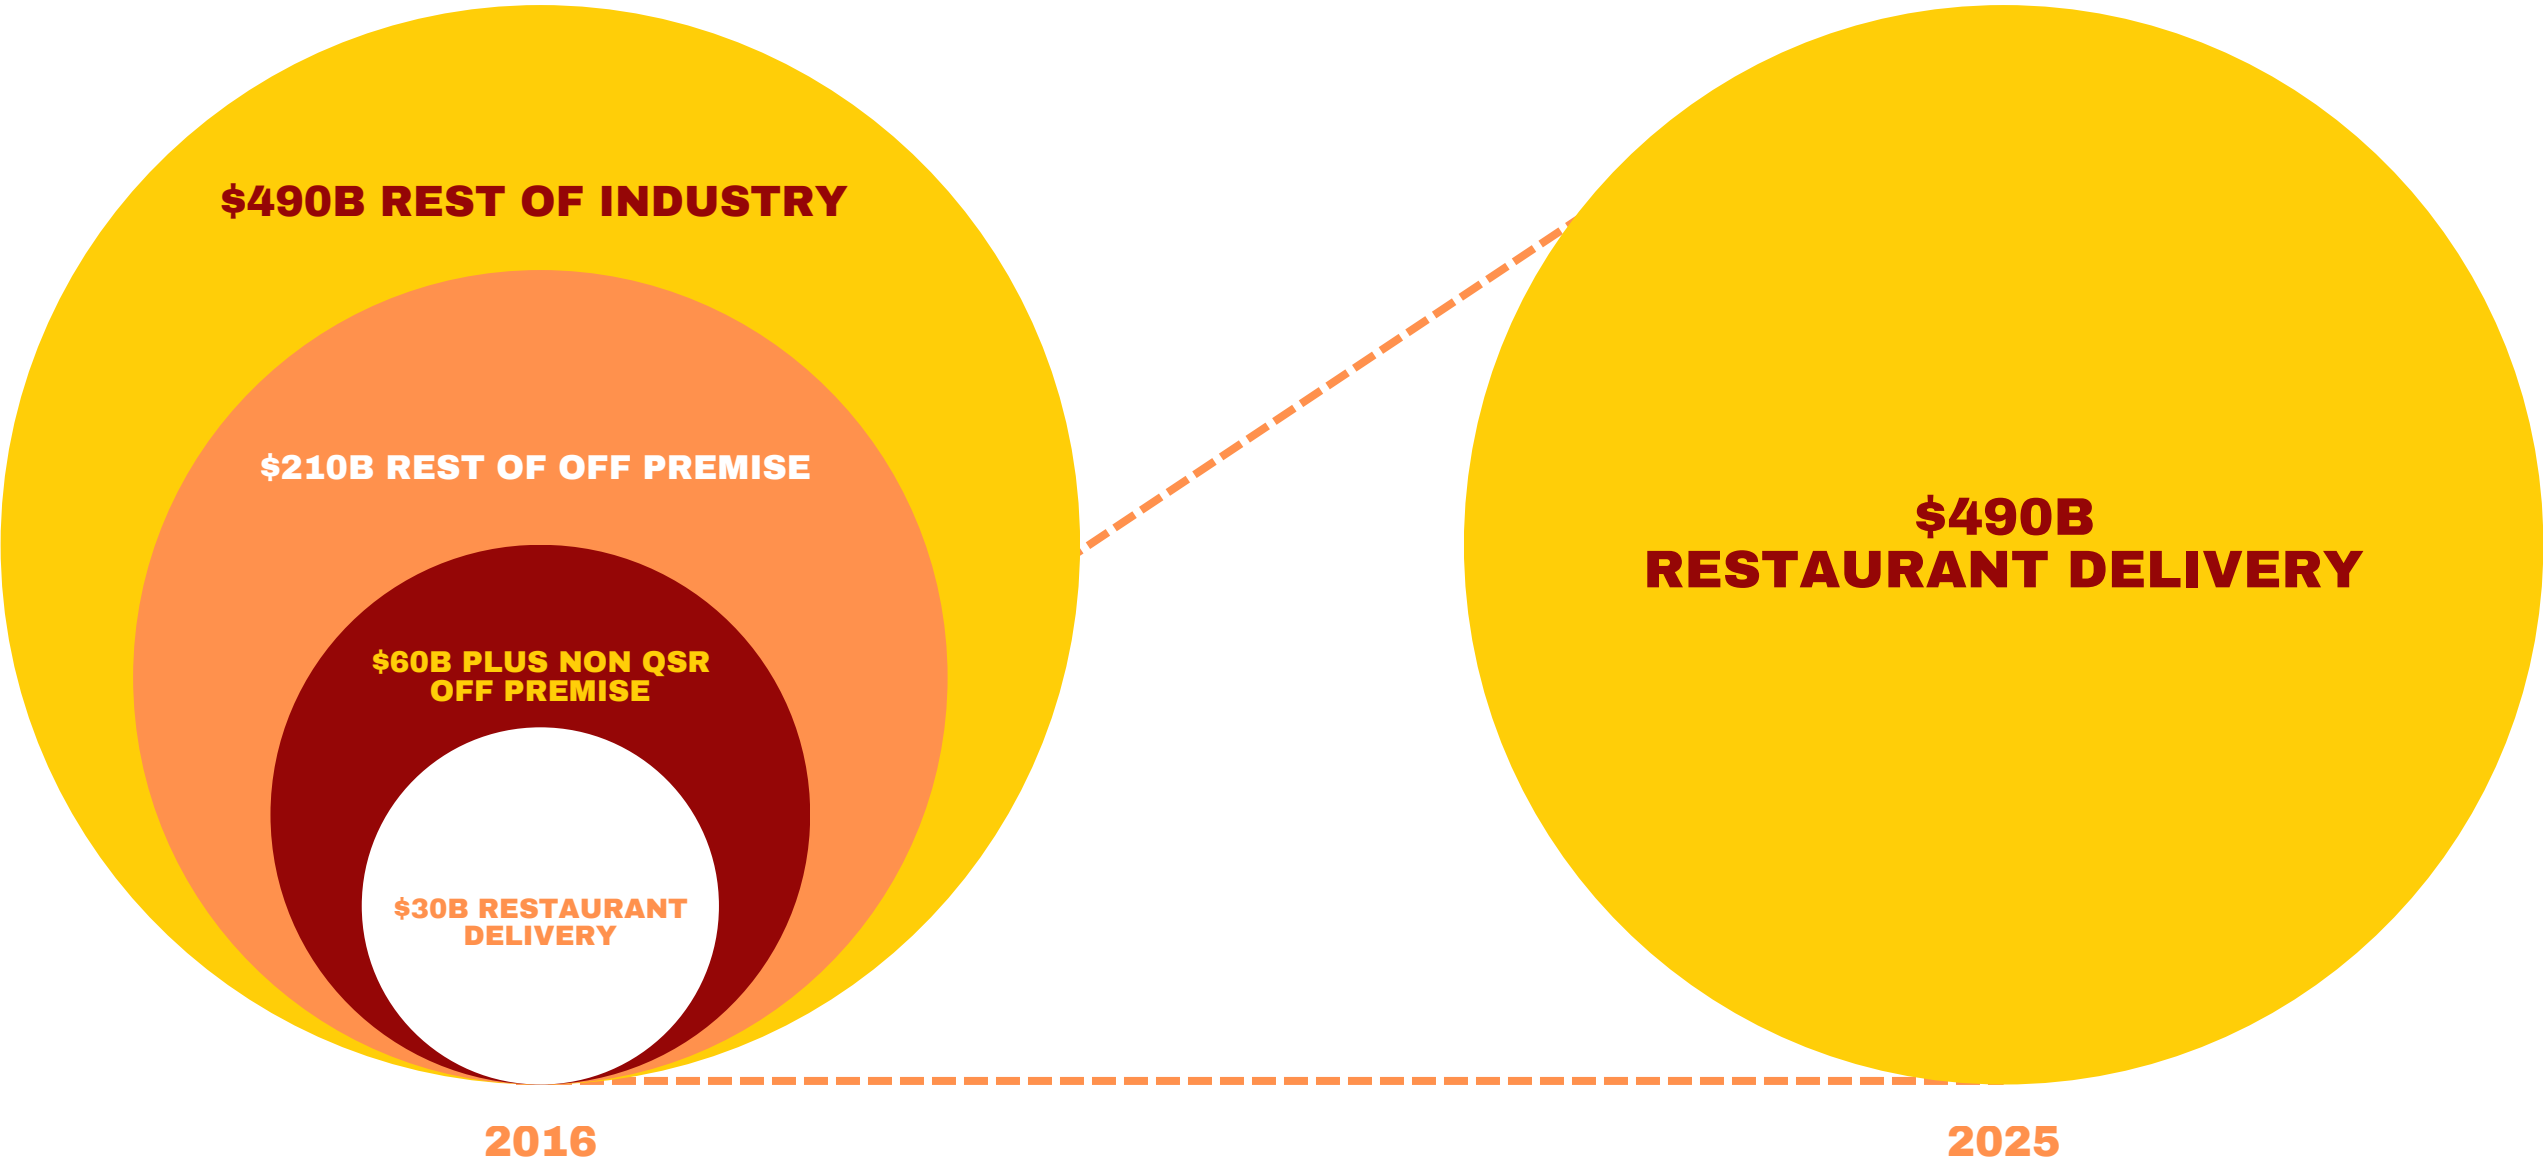 $490B REST OF INDUSTRY
$210B REST OF OFF PREMISE
$60B PLUS NON QSR
OFF PREMISE
$30B RESTAURANT
DELIVERY
2016
$490B
RESTAURANT DELIVERY
2025